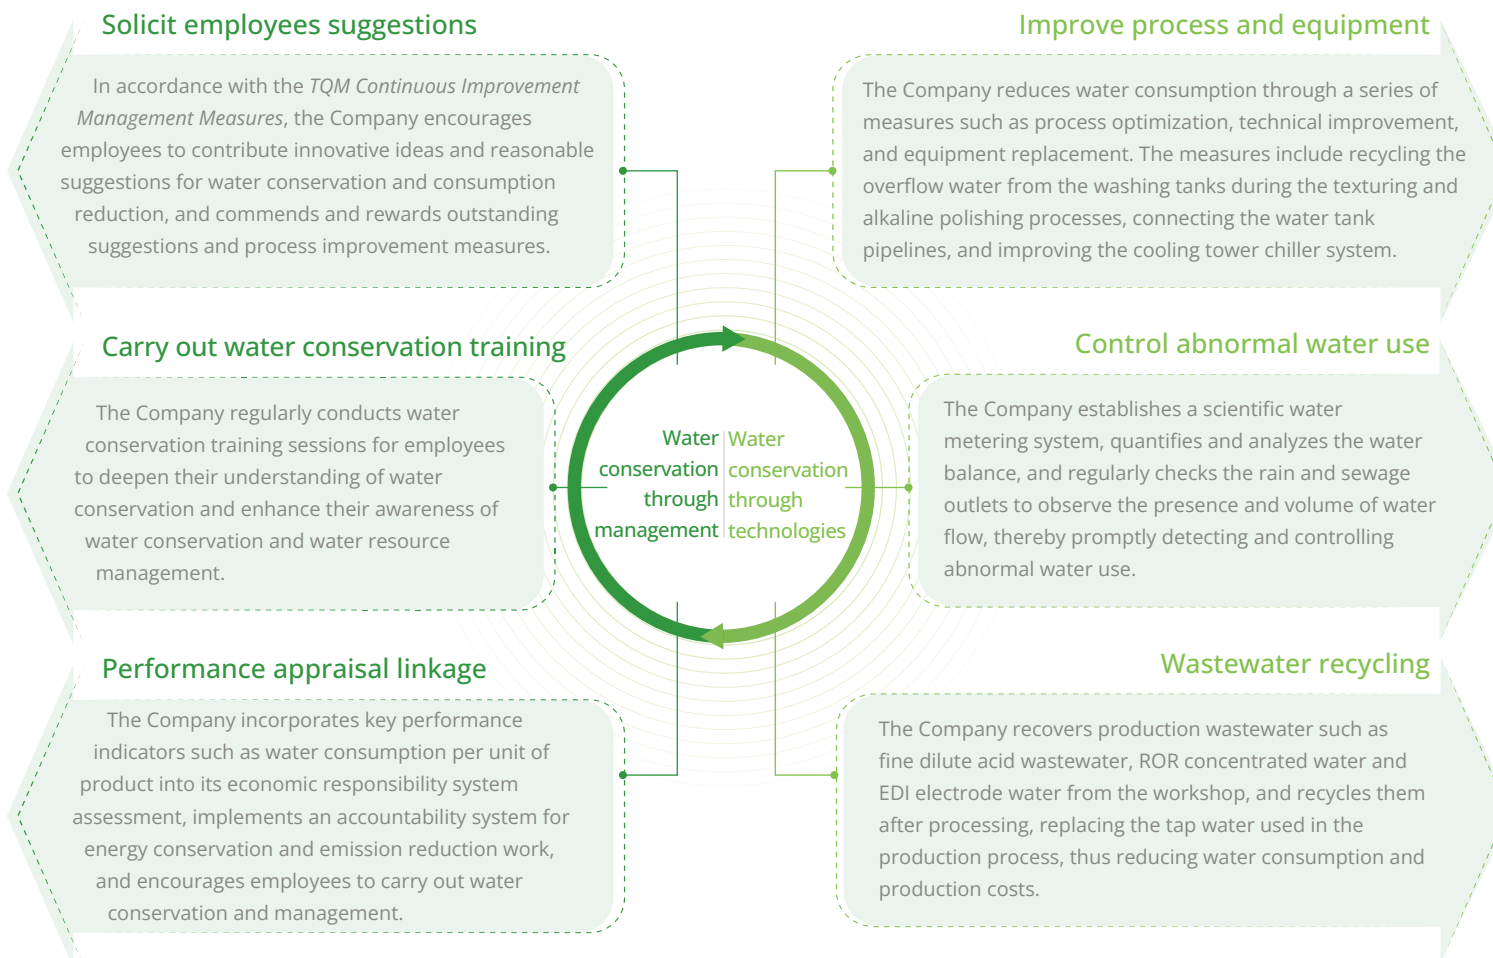 Solicit employees suggestions
In accordance with the TQM Continuous Improvement
Management Measures, the Company encourages
employees to contribute innovative ideas and reasonable
suggestions for water conservation and consumption
reduction, and commends and rewards outstanding
suggestions and process improvement measures.
Carry out water conservation training
The Company regularly conducts water
conservation training sessions for employees
to deepen their understanding of water
conservation and enhance their awareness of
water conservation and water resource
management.
Performance appraisal linkage
The Company incorporates key performance
indicators such as water consumption per unit of
product into its economic responsibility system
assessment, implements an accountability system for
energy conservation and emission reduction work,
and encourages employees to carry out water
conservation and management.
Water
conservation
through
management
Water
conservation
through
technologies
Improve process and equipment
The Company reduces water consumption through a series of
measures such as process optimization, technical improvement,
and equipment replacement. The measures include recycling the
overflow water from the washing tanks during the texturing and
alkaline polishing processes, connecting the water tank
pipelines, and improving the cooling tower chiller system.
Control abnormal water use
The Company establishes a scientific water
metering system, quantifies and analyzes the water
balance, and regularly checks the rain and sewage
outlets to observe the presence and volume of water
flow, thereby promptly detecting and controlling
abnormal water use.
Wastewater recycling
The Company recovers production wastewater such as
fine dilute acid wastewater, ROR concentrated water and
EDI electrode water from the workshop, and recycles them
after processing, replacing the tap water used in the
production process, thus reducing water consumption and
production costs.